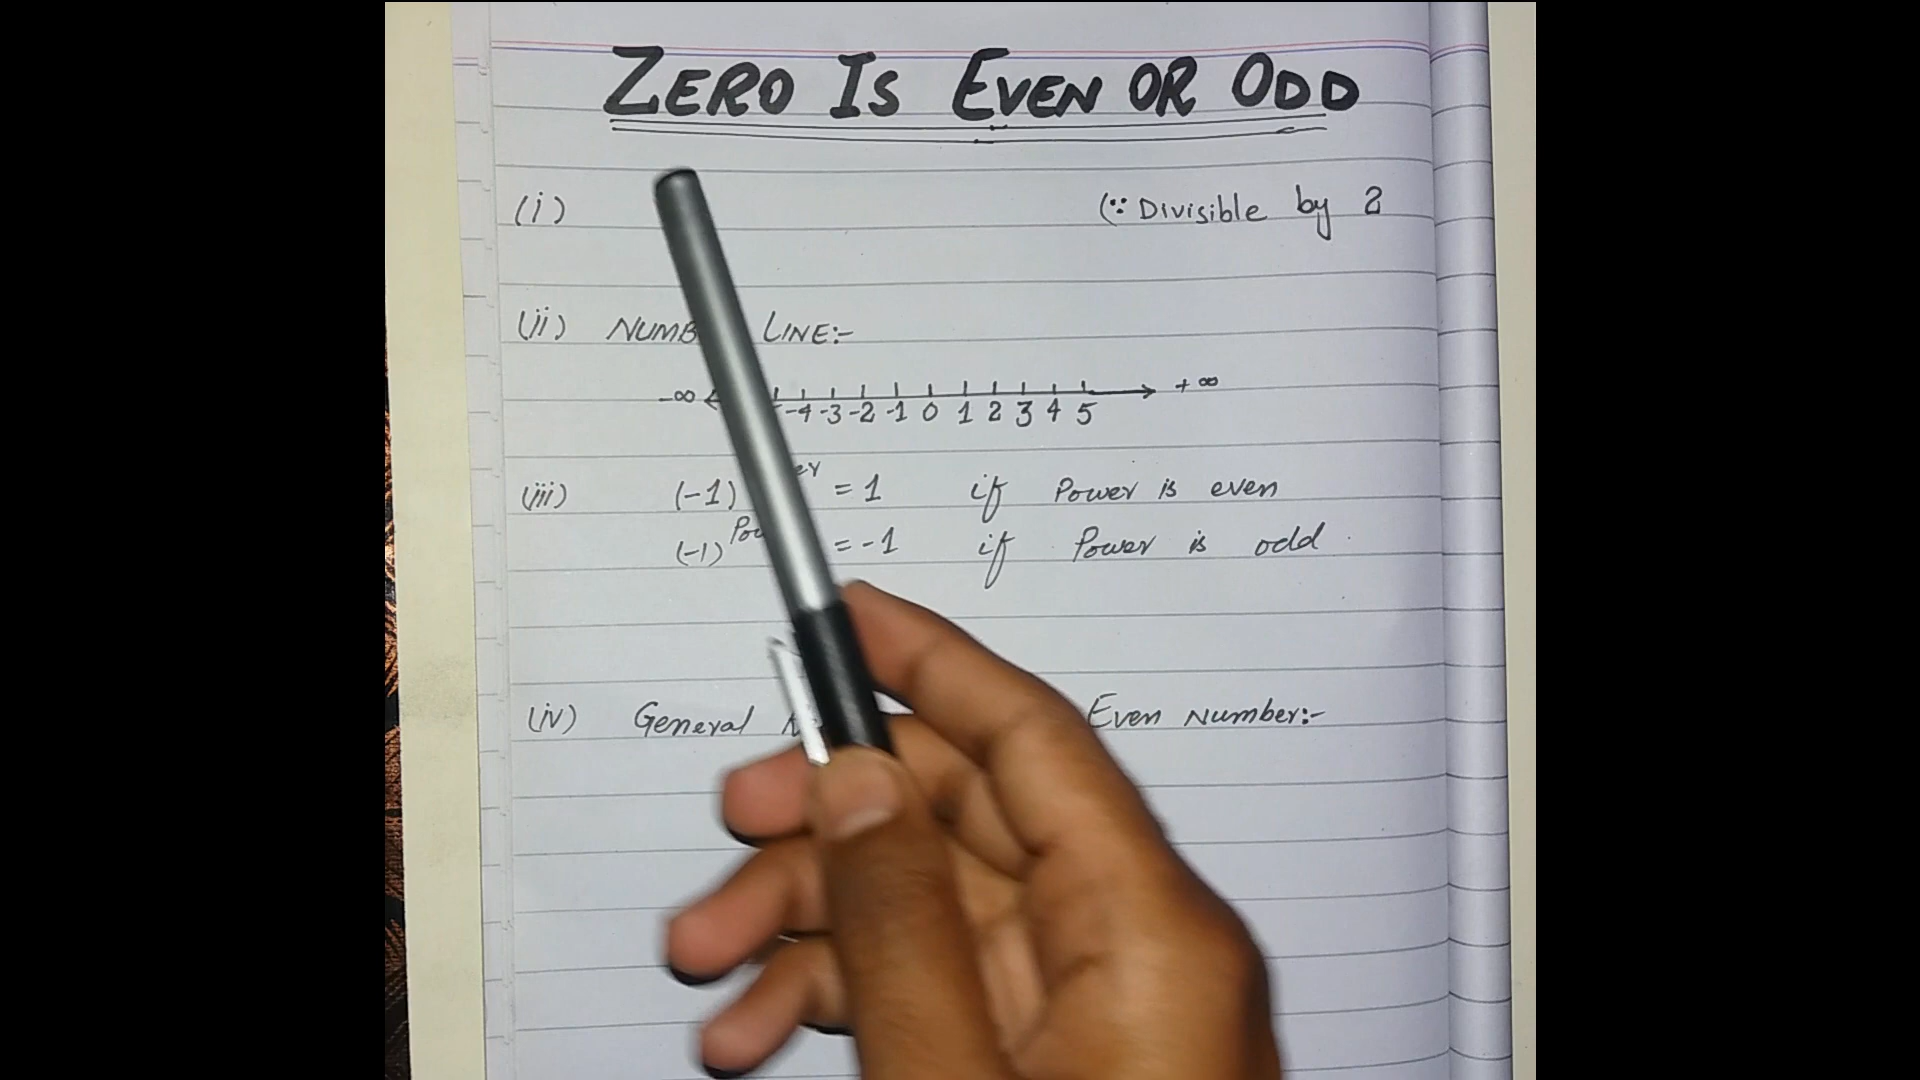 ZERO IS EVEN OR ODD
(i) (∵ Divisible by 2
(ii) NUMB LINE:-
-∞ -4 -3 -2 -1 0 1 2 3 4 5 +∞
(iii) (-1) er = 1 if Power is even
(-1) Pow = -1 if Power is odd
(iv) General Even Number:-